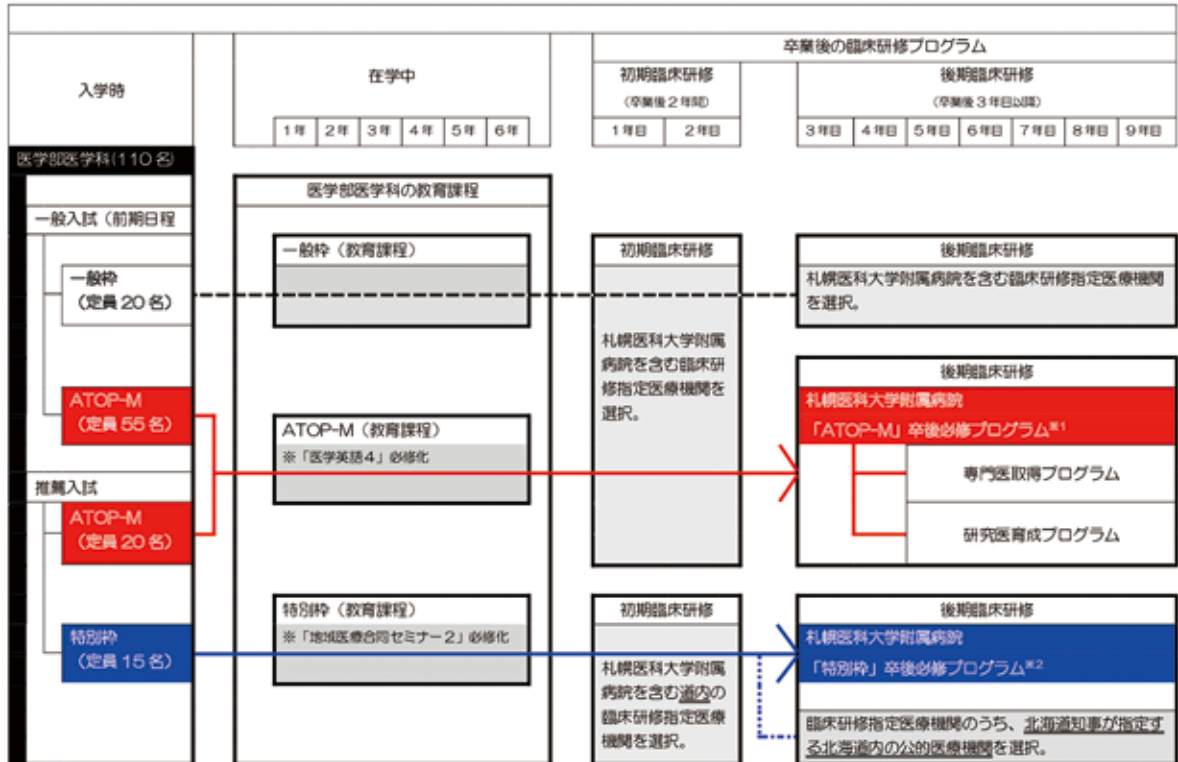 入学時
在学中
1年 2年 3年 4年 5年 6年
卒業後の臨床研修プログラム
初期臨床研修
(卒業後2年間)
1年目 2年目
後期臨床研修
(卒業後3年目以降)
3年目 4年目 5年目 6年目 7年目 8年目 9年目
医学部医学科(110名)
一般入試(前期日程
一般枠
(定員20名)
ATOP-M
(定員55名)
推薦入試
ATOP-M
(定員20名)
特別枠
(定員15名)
医学部医学科の教育課程
一般枠(教育課程)
ATOP-M(教育課程)
※「医学英語4」必修化
特別枠(教育課程)
※「地域医療合同セミナー2」必修化
初期臨床研修
札幌医科大学附属
病院を含む臨床研
修指定医療機関を
選択。
初期臨床研修
札幌医科大学附属
病院を含む道内の
臨床研修指定医療
機関を選択。
後期臨床研修
札幌医科大学附属病院を含む臨床研修指定医療機関
を選択。
後期臨床研修
札幌医科大学附属病院
「ATOP-M」卒後必修プログラム※1
専門医取得プログラム
研究医育成プログラム
後期臨床研修
札幌医科大学附属病院
「特別枠」卒後必修プログラム※2
臨床研修指定医療機関のうち、北海道知事が指定す
る北海道内の公的医療機関を選択。